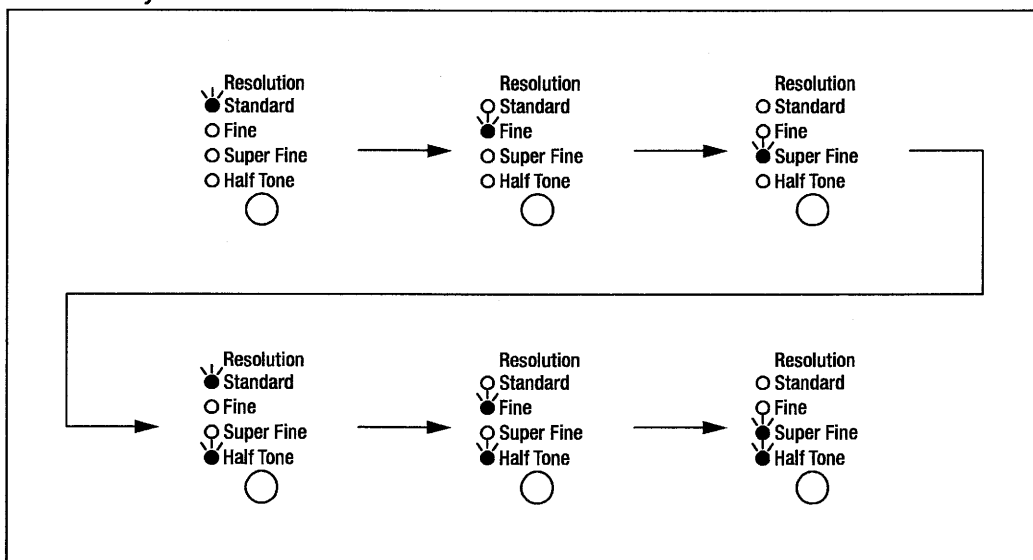 Resolution
Standard
Fine
Super Fine
Half Tone
Resolution
Standard
Fine
Super Fine
Half Tone
Resolution
Standard
Fine
Super Fine
Half Tone
Resolution
Standard
Fine
Super Fine
Half Tone
Resolution
Standard
Fine
Super Fine
Half Tone
Resolution
Standard
Fine
Super Fine
Half Tone